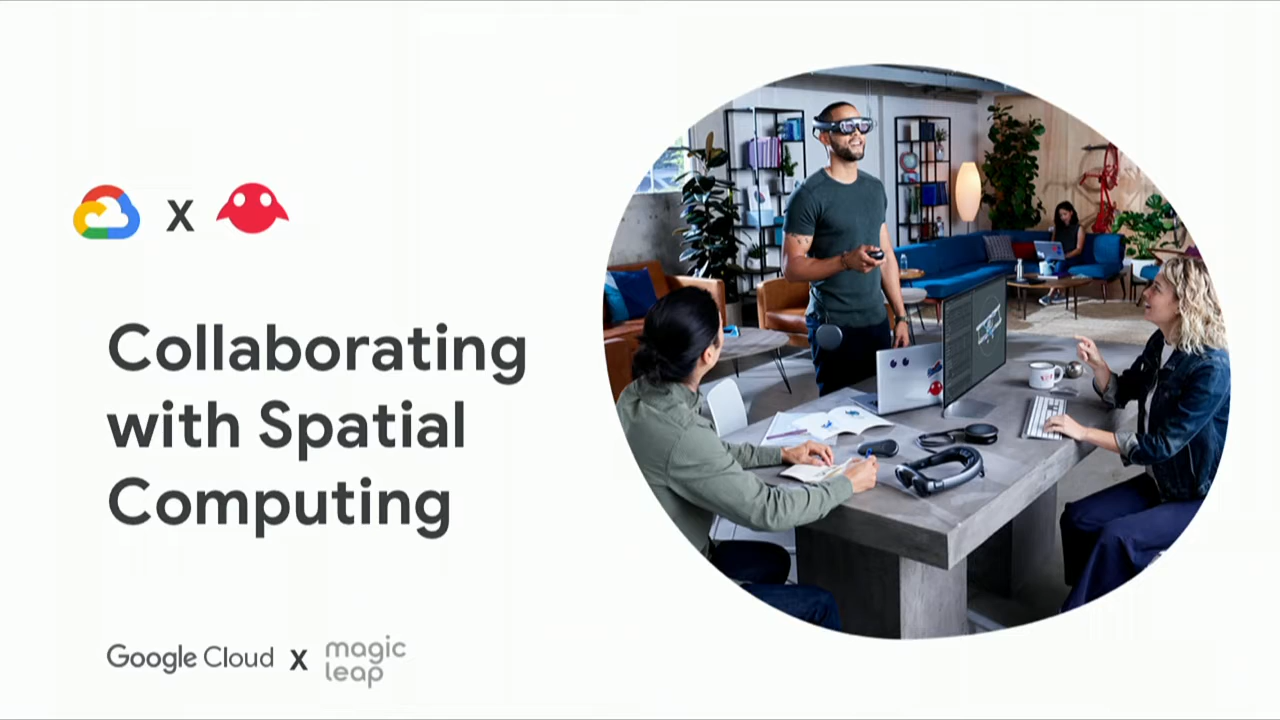 X
Collaborating
with Spatial
Computing
Google Cloud X magic
leap